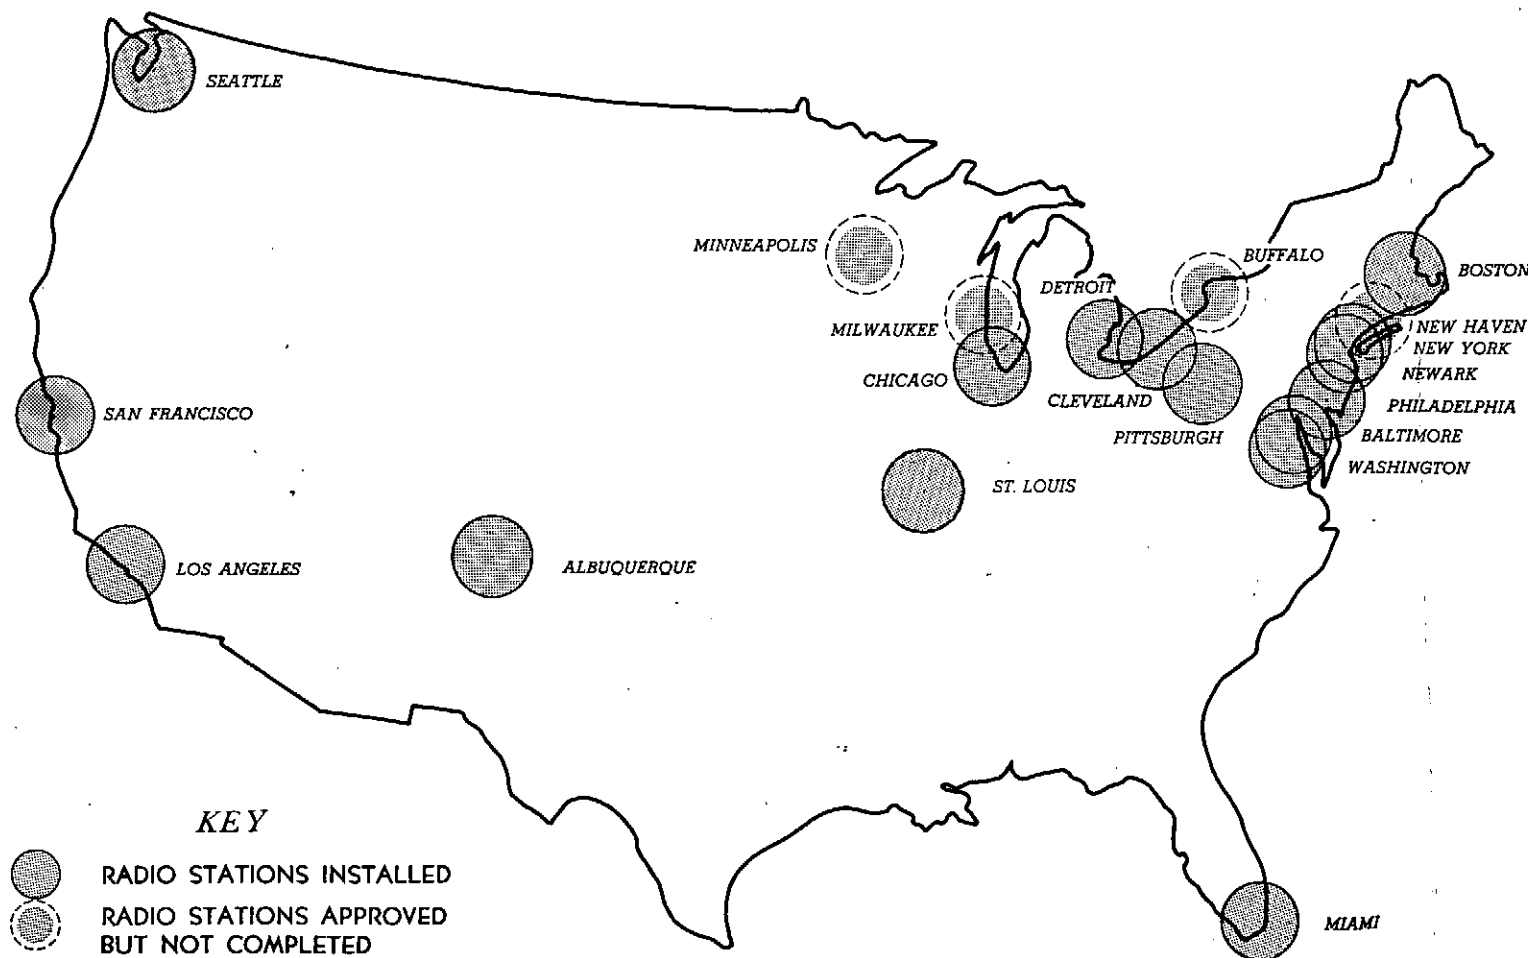 SEATTLE
MINNEAPOLIS
BUFFALO
BOSTON
DETROIT
MILWAUKEE
NEW HAVEN
NEW YORK
CHICAGO
NEWARK
CLEVELAND
PHILADELPHIA
SAN FRANCISCO
PITTSBURGH
BALTIMORE
WASHINGTON
ST. LOUIS
LOS ANGELES
ALBUQUERQUE
KEY
RADIO STATIONS INSTALLED
RADIO STATIONS APPROVED
BUT NOT COMPLETED
MIAMI